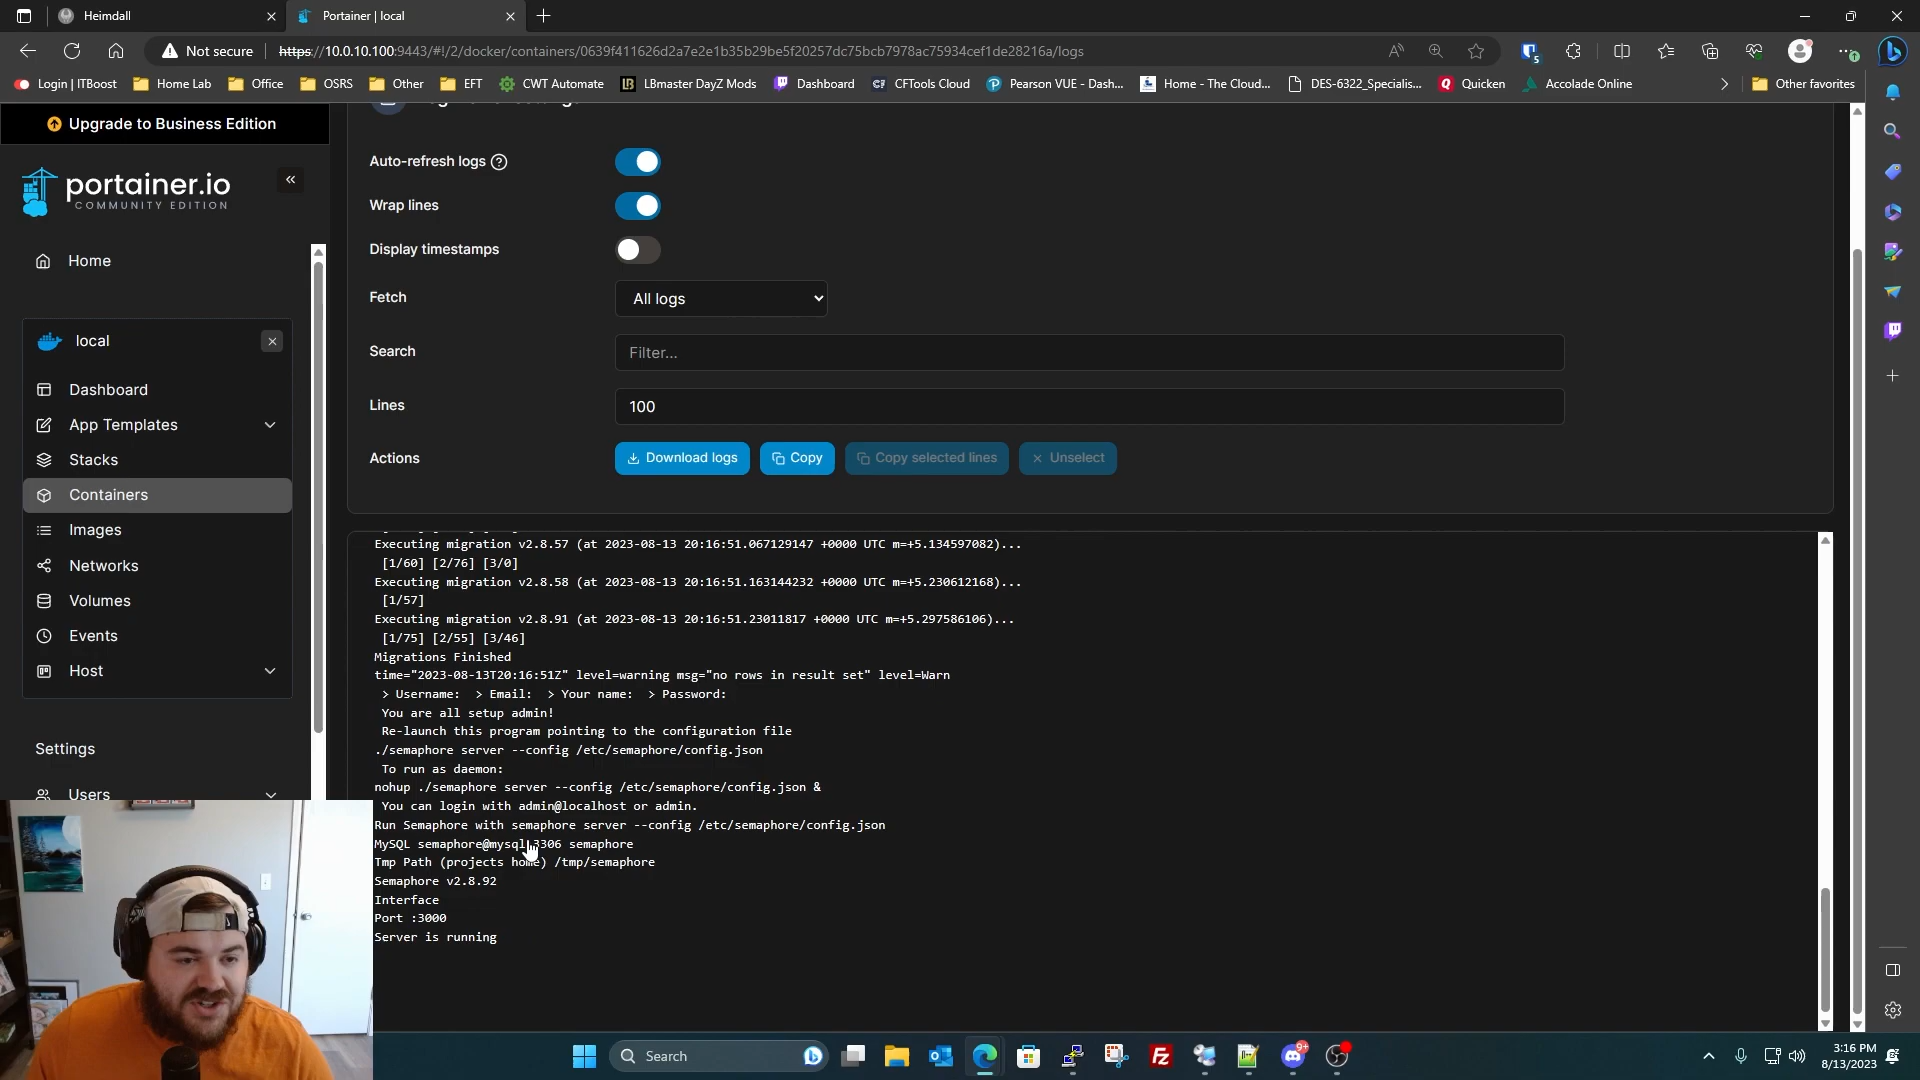 Heimdall
Portainer | local
Not secure
https://10.0.10.100:9443/#!/2/docker/containers/0639f411626d2a7e2e1b35b29be5f20257dc75bcb7978ac75934cef1de28216a/logs
Login | ITBoost
Home Lab
Office
OSRS
Other
EFT
CWT Automate
LBmaster DayZ Mods
Dashboard
CFTools Cloud
Pearson VUE - Dash...
Home - The Cloud...
DES-6322_Specialis...
Quicken
Accolade Online
Other favorites
Upgrade to Business Edition
portainer.io
COMMUNITY EDITION
Home
local
Dashboard
App Templates
Stacks
Containers
Images
Networks
Volumes
Events
Host
Settings
Users
Auto-refresh logs
Wrap lines
Display timestamps
Fetch
All logs
Search
Filter...
Lines
100
Actions
Download logs
Copy
Copy selected lines
Unselect
Executing migration v2.8.57 (at 2023-08-13 20:16:51.067129147 +0000 UTC m=+5.134597082)...
[1/60] [2/76] [3/0]
Executing migration v2.8.58 (at 2023-08-13 20:16:51.163144232 +0000 UTC m=+5.230612168)...
[1/57]
Executing migration v2.8.91 (at 2023-08-13 20:16:51.23011817 +0000 UTC m=+5.297586106)...
[1/75] [2/55] [3/46]
Migrations Finished
time="2023-08-13T20:16:51Z" level=warning msg="no rows in result set" level=Warn
> Username:  > Email:  > Your name:  > Password:
You are all setup admin!
Re-launch this program pointing to the configuration file
./semaphore server --config /etc/semaphore/config.json
To run as daemon:
nohup ./semaphore server --config /etc/semaphore/config.json &
You can login with admin@localhost or admin.
Run Semaphore with semaphore server --config /etc/semaphore/config.json
MySQL semaphore@mysql:3306 semaphore
Tmp Path (projects home) /tmp/semaphore
Semaphore v2.8.92
Interface
Port :3000
Server is running
Search
3:16 PM
8/13/2023